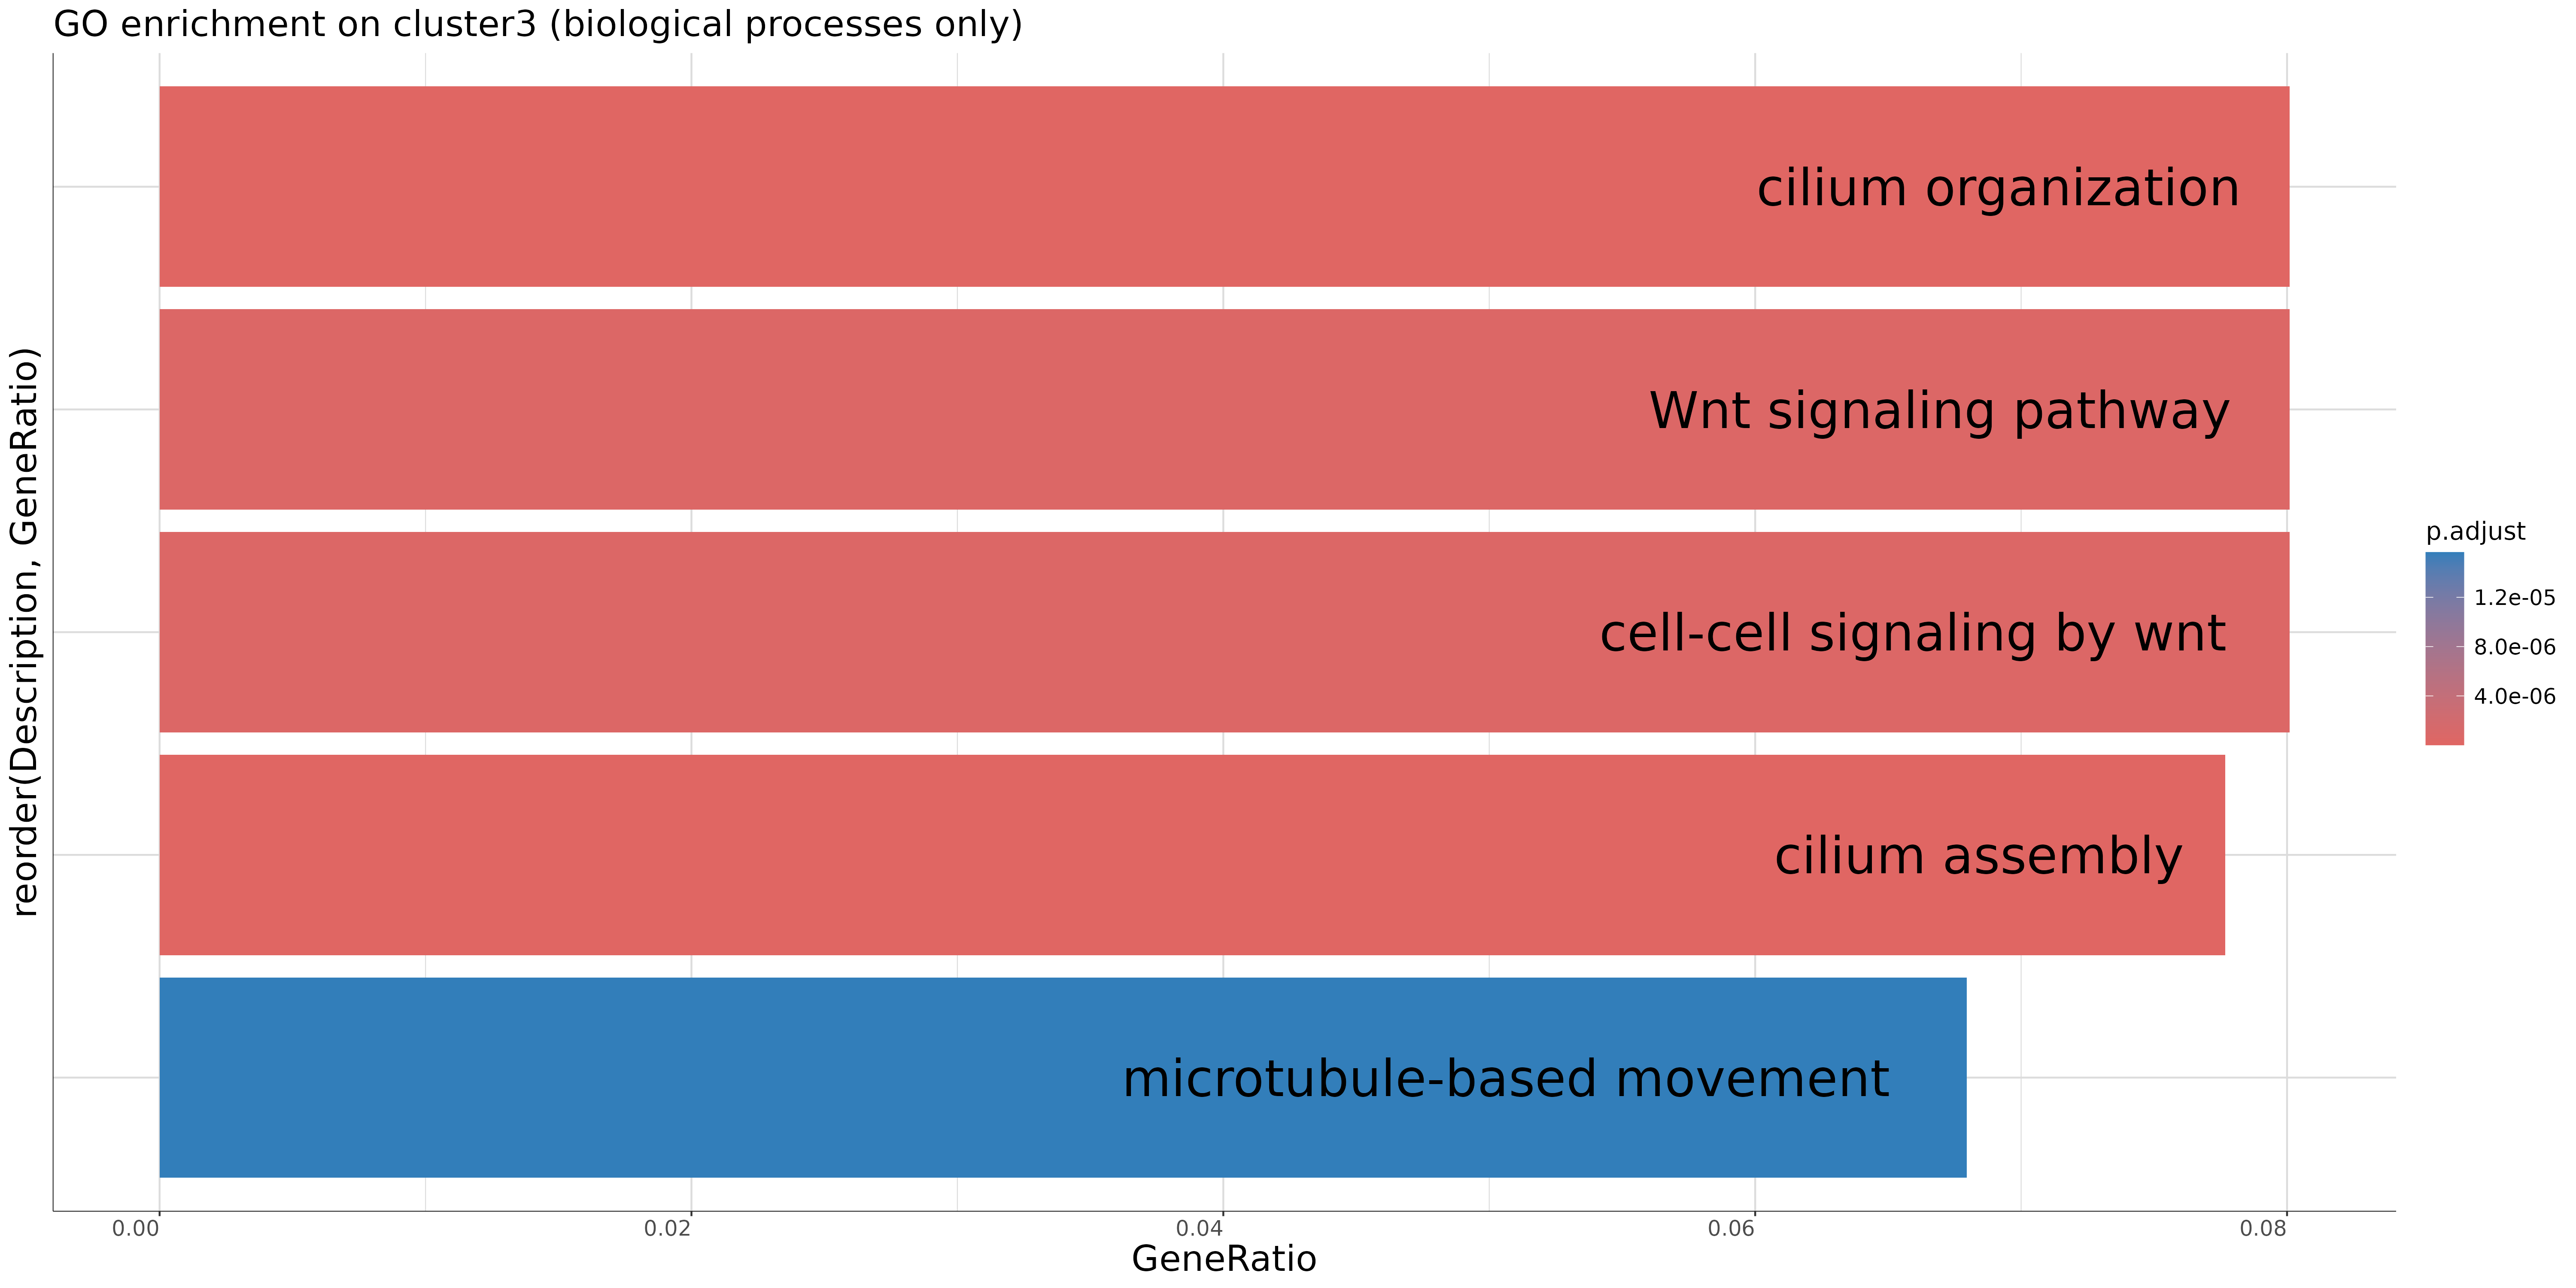 GO enrichment on cluster3 (biological processes only)
reorder(Description, GeneRatio)
cilium organization
Wnt signaling pathway
cell-cell signaling by wnt
cilium assembly
microtubule-based movement
p.adjust
1.2e-05
8.0e-06
4.0e-06
0.00 0.02 0.04 0.06 0.08
GeneRatio